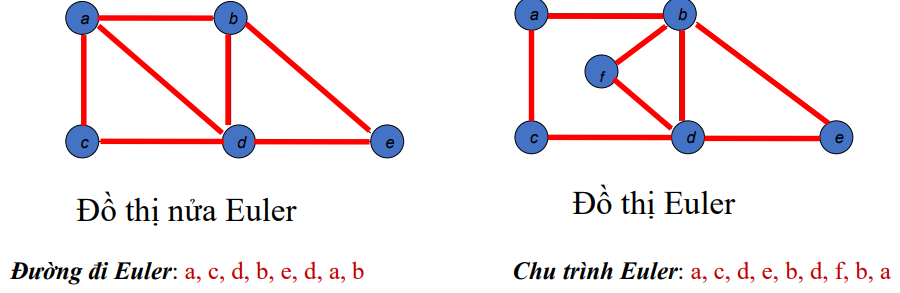 a b
c d e
a b
f
c d e
Đồ thị nửa Euler
Đồ thị Euler
Đường đi Euler: a, c, d, b, e, d, a, b
Chu trình Euler: a, c, d, e, b, d, f, b, a